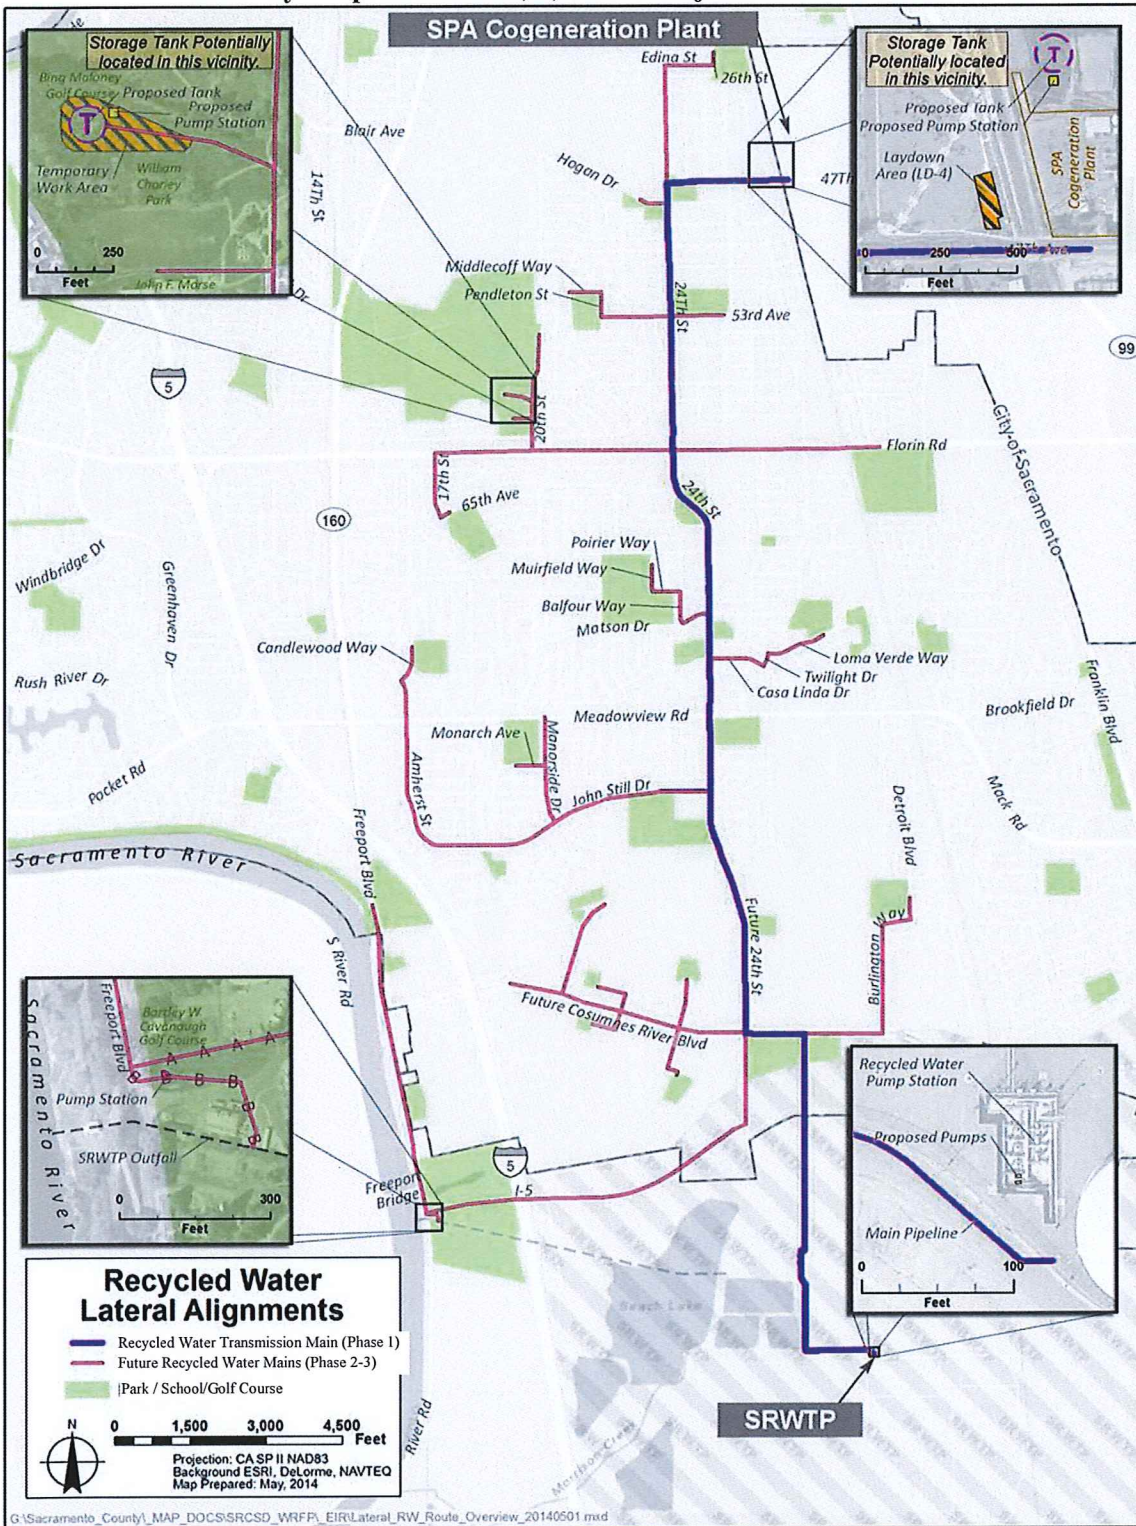 SPA Cogeneration Plant
Storage Tank Potentially
located in this vicinity.
Bing Maloney
Golf Course
Proposed Tank
Proposed
Pump Station
T
Temporary
Work Area
William
Chorley
Park
0 250
Feet
John F. Morse
Dr
Storage Tank
Potentially located
in this vicinity.
T
Proposed Tank
Proposed Pump Station
Laydown
Area (LD-4)
SPA
Cogeneration
Plant
47th Ave
0 250 500
Feet
Edina St
26th St
Blair Ave
14Th St
Hogan Dr
47TH
Middlecoff Way
Pendleton St
24Th St
53rd Ave
99
5
20th St
City of Sacramento
Florin Rd
17th St
65th Ave
24th St
160
Poirier Way
Muirfield Way
Windbridge Dr
Greenhaven Dr
Balfour Way
Matson Dr
Candlewood Way
Loma Verde Way
Twilight Dr
Casa Linda Dr
Rush River Dr
Franklin Blvd
Brookfield Dr
Meadowview Rd
Monarch Ave
Manorside Dr
Pocket Rd
Amherst St
John Still Dr
Detroit Blvd
Mack Rd
Freeport Blvd
Sacramento River
Future 24th St
Burlington Way
S River Rd
Future Cosumnes River Blvd
Sacramento River
Freeport Blvd
Bartley W.
Cavanaugh
Golf Course
A A A A
B B B B B B
Pump Station
SRWTP Outfall
0 300
Feet
Freeport
Bridge
5
I-5
Recycled Water
Pump Station
Proposed Pumps
Main Pipeline
0 100
Feet
Beach Lake
SRWTP
Morrison Creek
River Rd
Recycled Water
Lateral Alignments
Recycled Water Transmission Main (Phase 1)
Future Recycled Water Mains (Phase 2-3)
Park / School/Golf Course
N
0 1,500 3,000 4,500
Feet
Projection: CA SP II NAD83
Background ESRI, DeLorme, NAVTEQ
Map Prepared: May, 2014
G:\Sacramento_County\_MAP_DOCS\SRCSD_WRFP\_EIR\Lateral_RW_Route_Overview_20140501.mxd